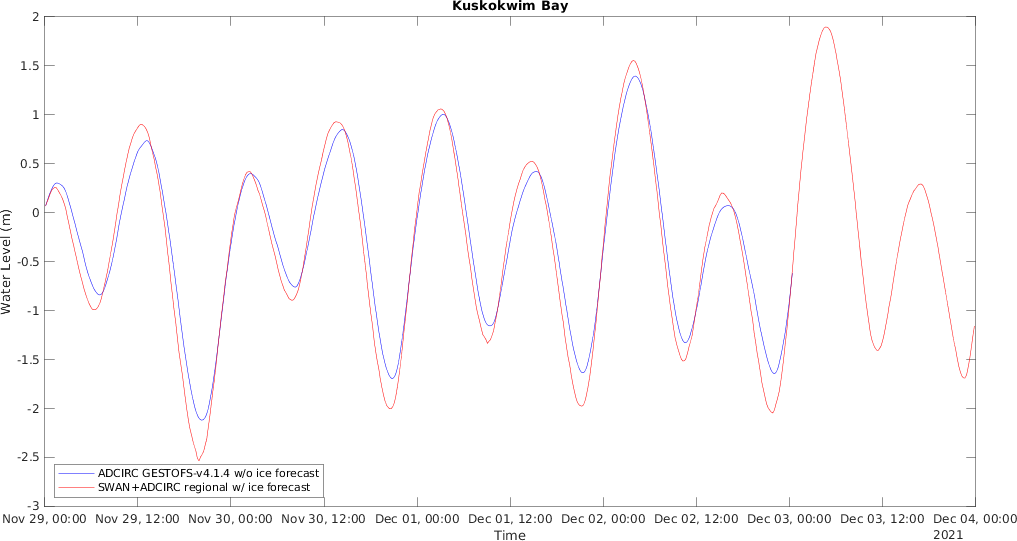 Kuskokwim Bay
2
1.5
1
0.5
0
-0.5
-1
-1.5
-2
-2.5
-3
Water Level (m)
ADCIRC GESTOFS-v4.1.4 w/o ice forecast
SWAN+ADCIRC regional w/ ice forecast
Nov 29, 00:00 Nov 29, 12:00 Nov 30, 00:00 Nov 30, 12:00 Dec 01, 00:00 Dec 01, 12:00 Dec 02, 00:00 Dec 02, 12:00 Dec 03, 00:00 Dec 03, 12:00 Dec 04, 00:00
Time
2021